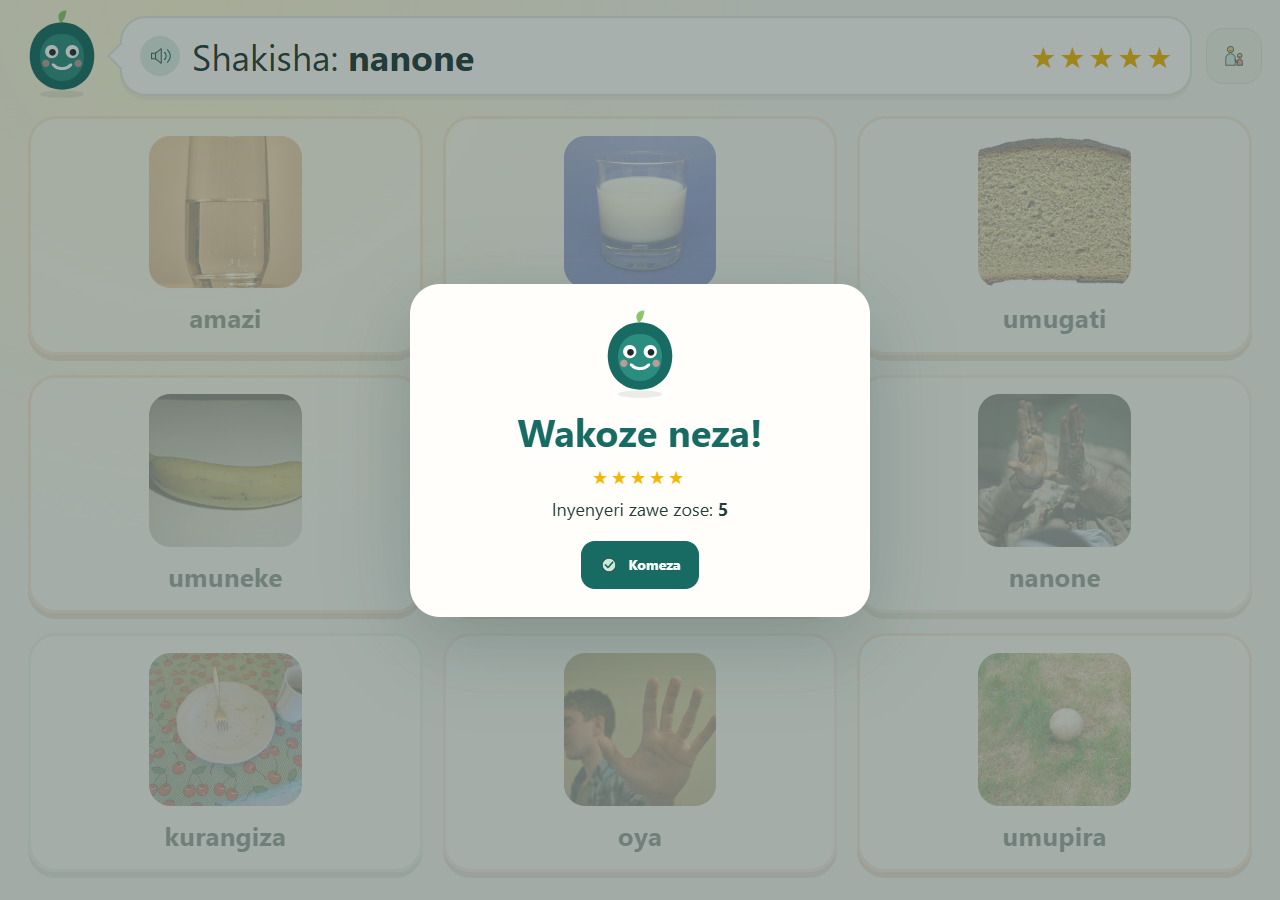 Shakisha: nanone
amazi
umugati
Wakoze neza!
Inyenyeri zawe zose: 5
Komeza
umuneke
nanone
kurangiza
oya
umupira